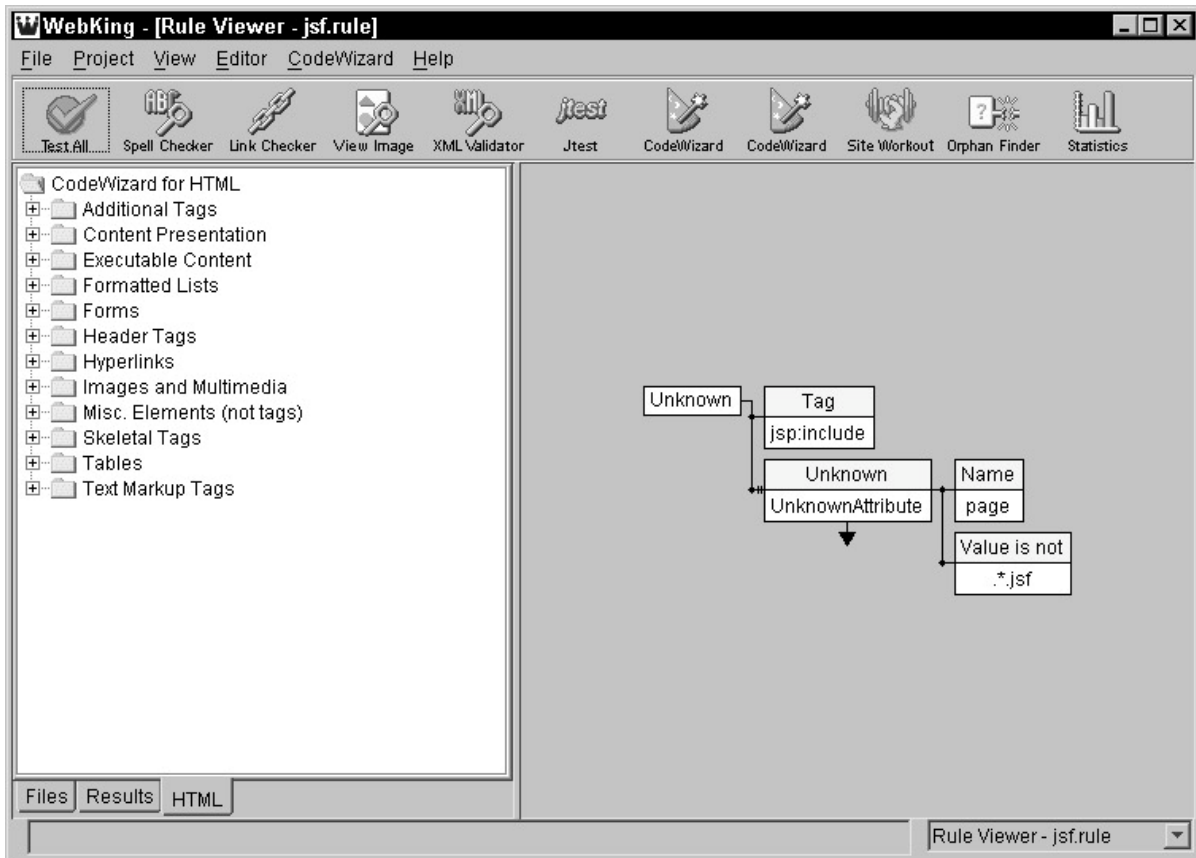 WebKing - [Rule Viewer - jsf.rule]
File Project View Editor CodeWizard Help
ABC XML Jtest ?
Test All Spell Checker Link Checker View Image XML Validator Jtest CodeWizard CodeWizard Site Workout Orphan Finder Statistics
CodeWizard for HTML
Additional Tags
Content Presentation
Executable Content
Formatted Lists
Forms
Header Tags
Hyperlinks
Images and Multimedia
Misc. Elements (not tags)
Skeletal Tags
Tables
Text Markup Tags
Unknown Tag
jsp:include
Unknown Name
UnknownAttribute page
Value is not
.*.jsf
Files Results HTML
Rule Viewer - jsf.rule